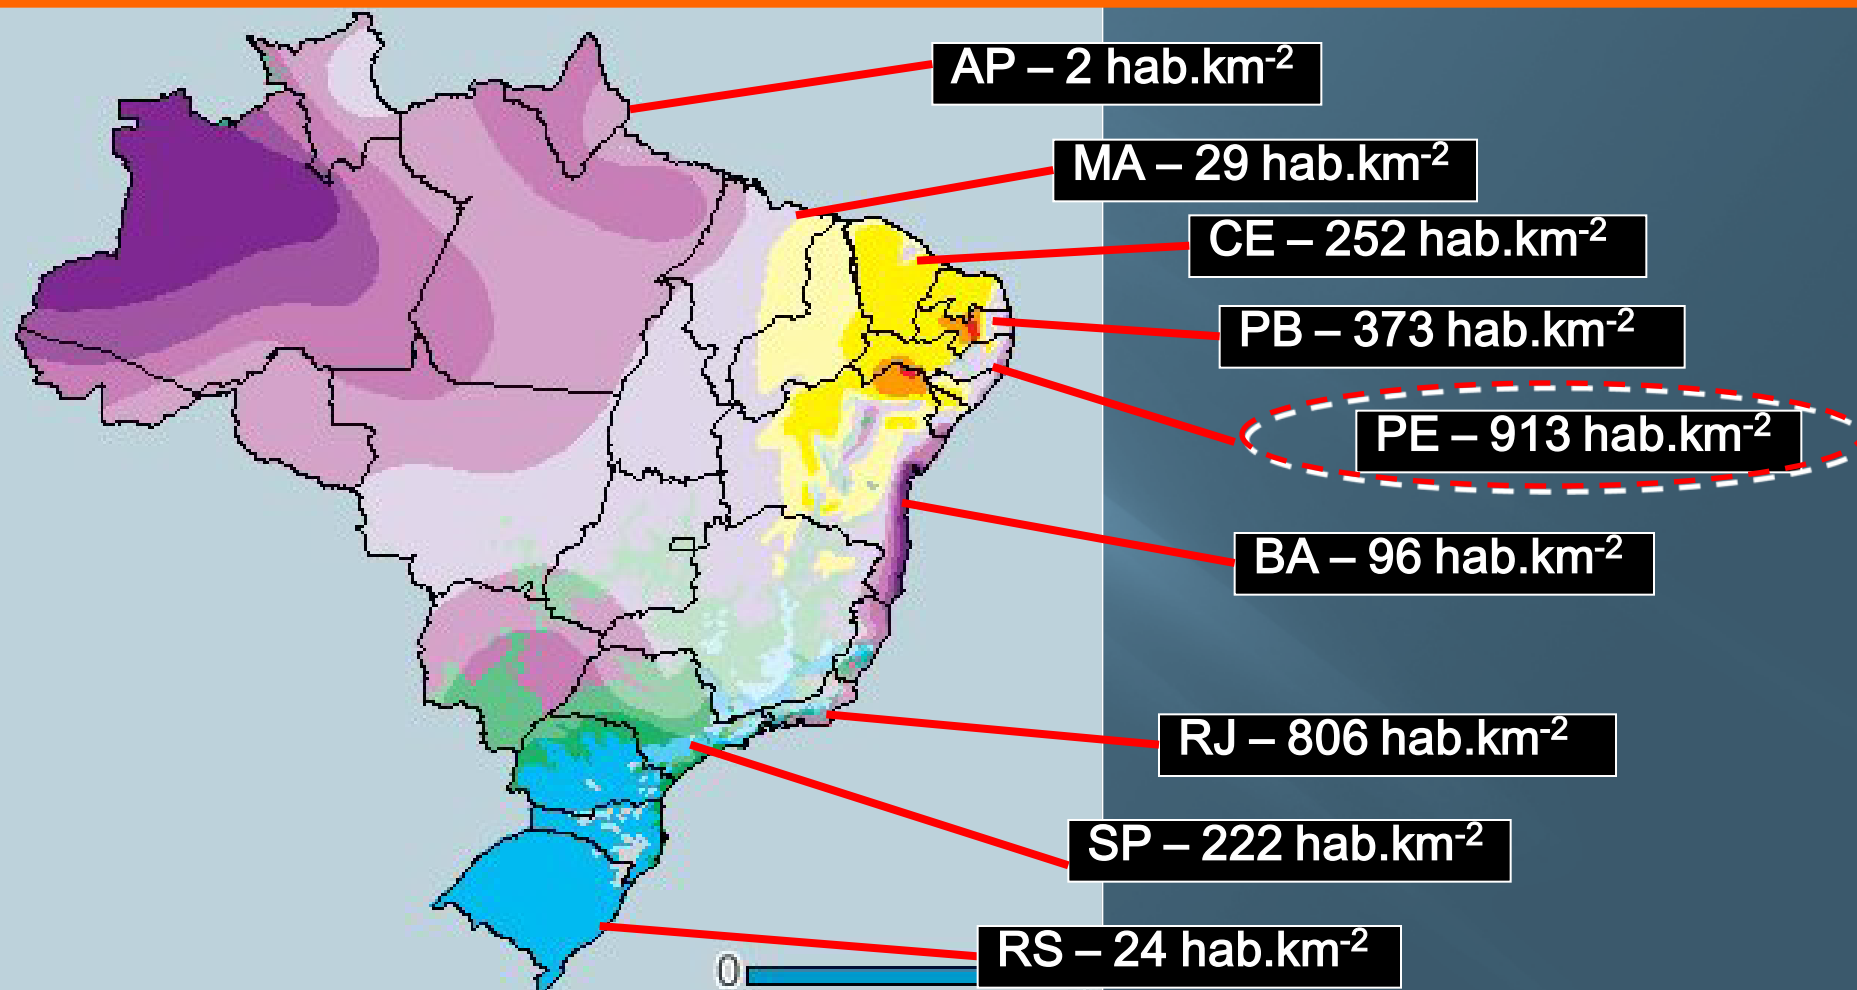 AP – 2 hab.km-2
MA – 29 hab.km-2
CE – 252 hab.km-2
PB – 373 hab.km-2
PE – 913 hab.km-2
BA – 96 hab.km-2
RJ – 806 hab.km-2
SP – 222 hab.km-2
RS – 24 hab.km-2
0